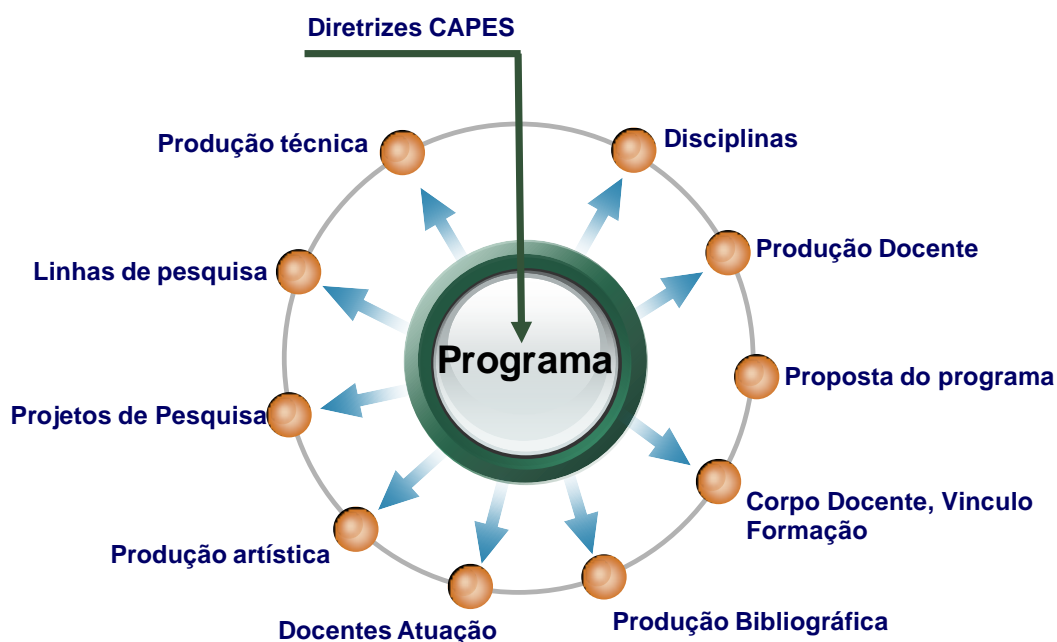 Diretrizes CAPES
Produção técnica
Disciplinas
Linhas de pesquisa
Produção Docente
Programa
Proposta do programa
Projetos de Pesquisa
Corpo Docente, Vinculo
Formação
Produção artística
Docentes Atuação
Produção Bibliográfica